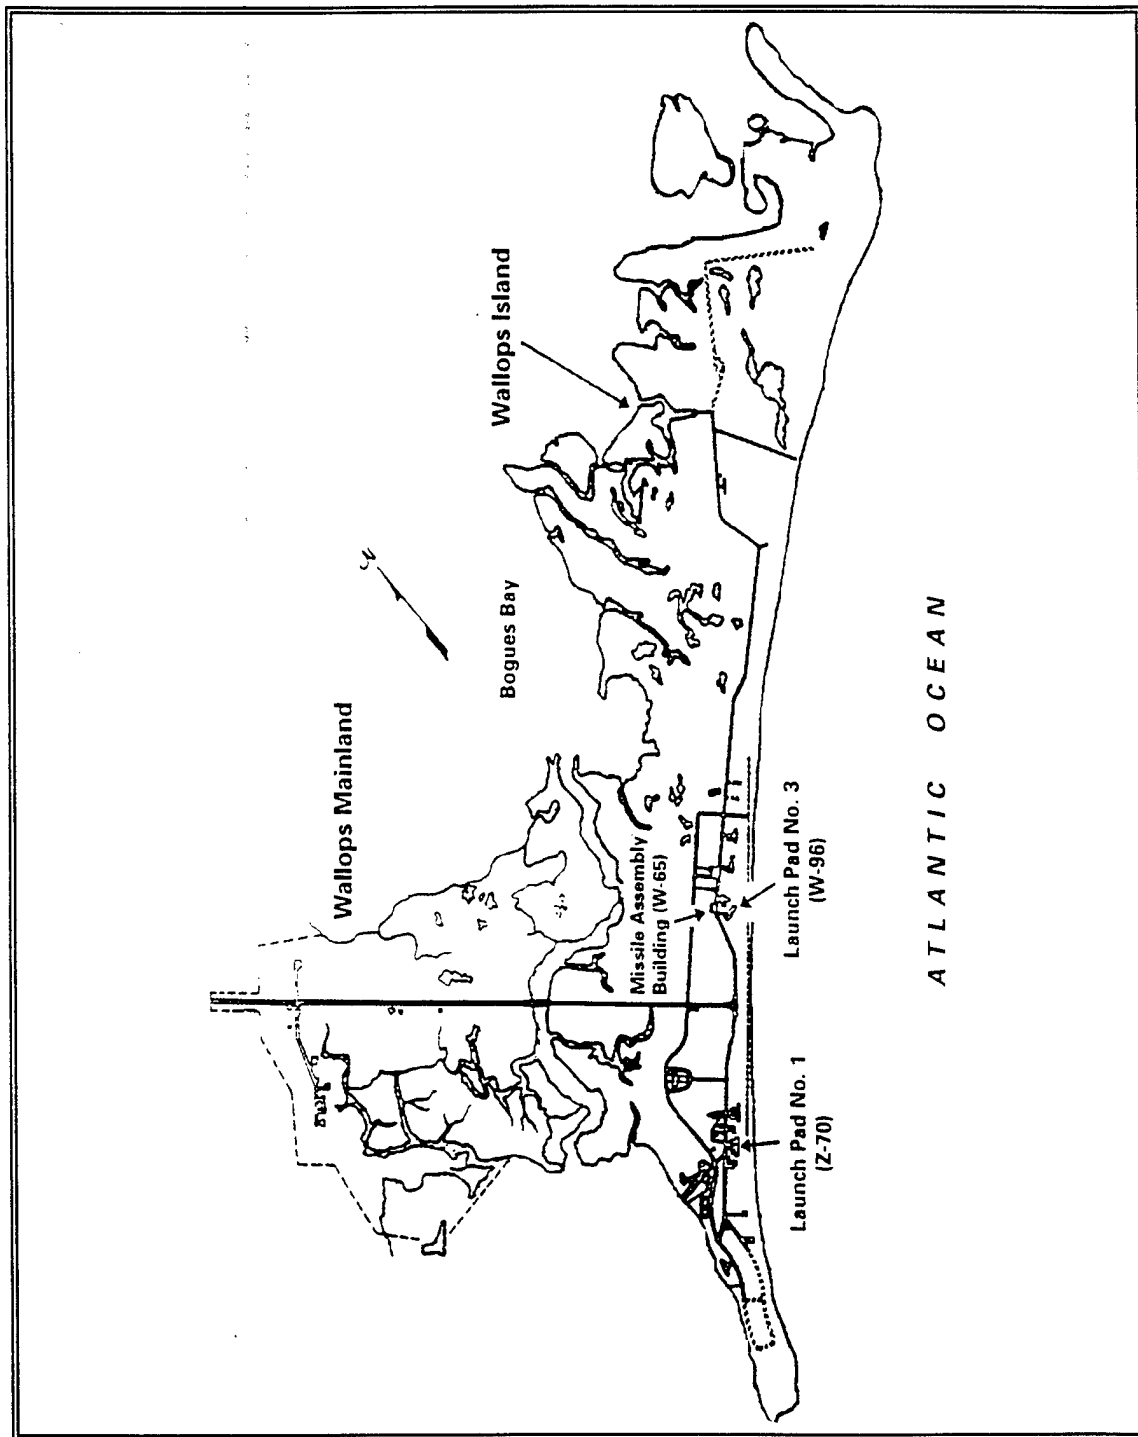 Wallops Island
Wallops Mainland
Bogues Bay
Missile Assembly
Building (W-65)
Launch Pad No. 3
(W-96)
Launch Pad No. 1
(Z-70)
ATLANTIC OCEAN